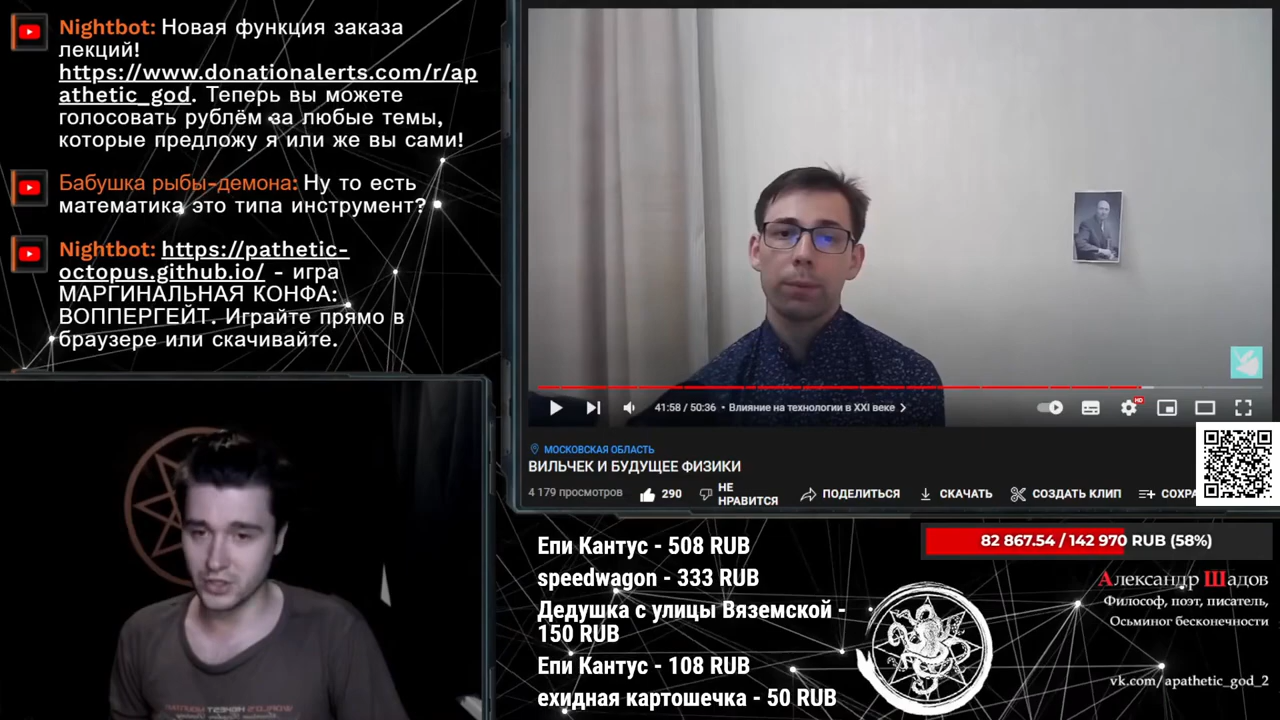 Nightbot: Новая функция заказа
лекций!
https://www.donationalerts.com/r/ap
athetic_god. Теперь вы можете
голосовать рублём за любые темы,
которые предложу я или же вы сами!
Бабушка рыбы-демона: Ну то есть
математика это типа инструмент?
Nightbot: https://pathetic-
octopus.github.io/ - игра
МАРГИНАЛЬНАЯ КОНФА:
ВОППЕРГЕЙТ. Играйте прямо в
браузере или скачивайте.
41:58 / 50:36 • Влияние на технологии в XXI веке
HD
МОСКОВСКАЯ ОБЛАСТЬ
ВИЛЬЧЕК И БУДУЩЕЕ ФИЗИКИ
4 179 просмотров
290
НЕ
НРАВИТСЯ
ПОДЕЛИТЬСЯ
СКАЧАТЬ
СОЗДАТЬ КЛИП
СОХРА
Епи Кантус - 508 RUB
speedwagon - 333 RUB
Дедушка с улицы Вяземской -
150 RUB
Епи Кантус - 108 RUB
ехидная картошечка - 50 RUB
82 867.54 / 142 970 RUB (58%)
Александр Шадов
Философ, поэт, писатель,
Осьминог бесконечности
vk.com/apathetic_god_2